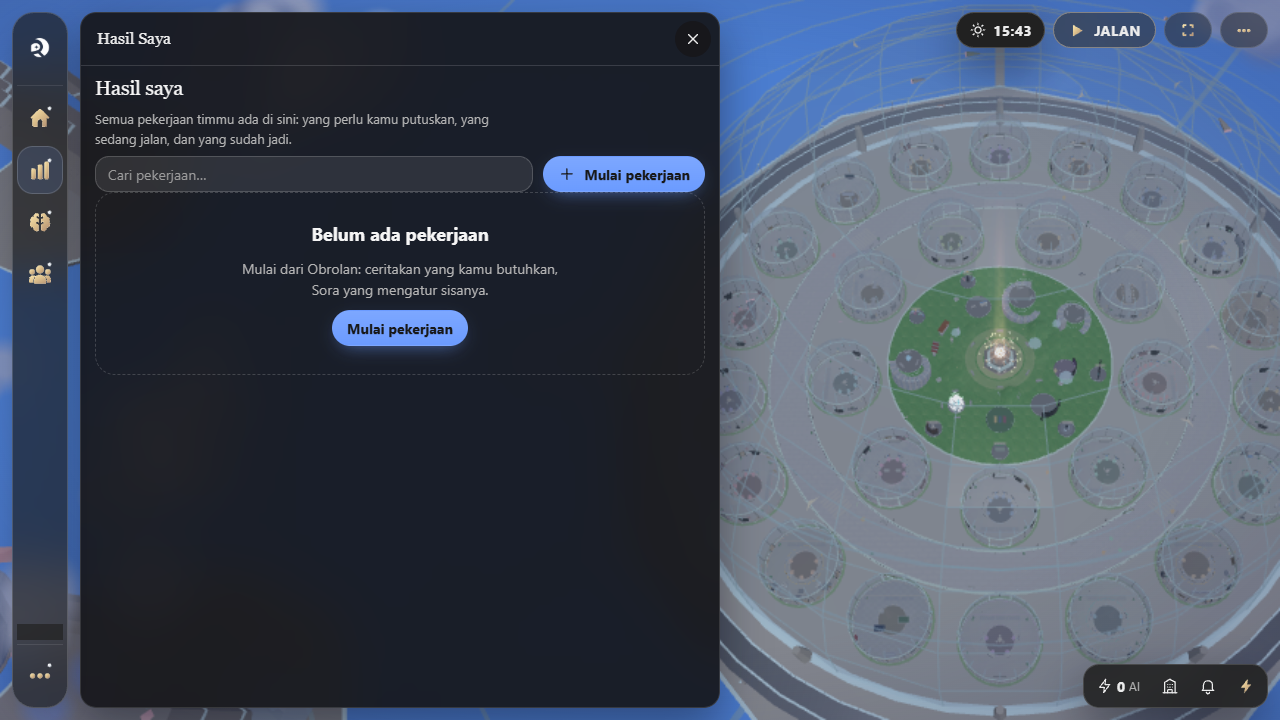 Hasil Saya
15:43
JALAN
Hasil saya
Semua pekerjaan timmu ada di sini: yang perlu kamu putuskan, yang
sedang jalan, dan yang sudah jadi.
Cari pekerjaan...
Mulai pekerjaan
Belum ada pekerjaan
Mulai dari Obrolan: ceritakan yang kamu butuhkan,
Sora yang mengatur sisanya.
Mulai pekerjaan
0 AI